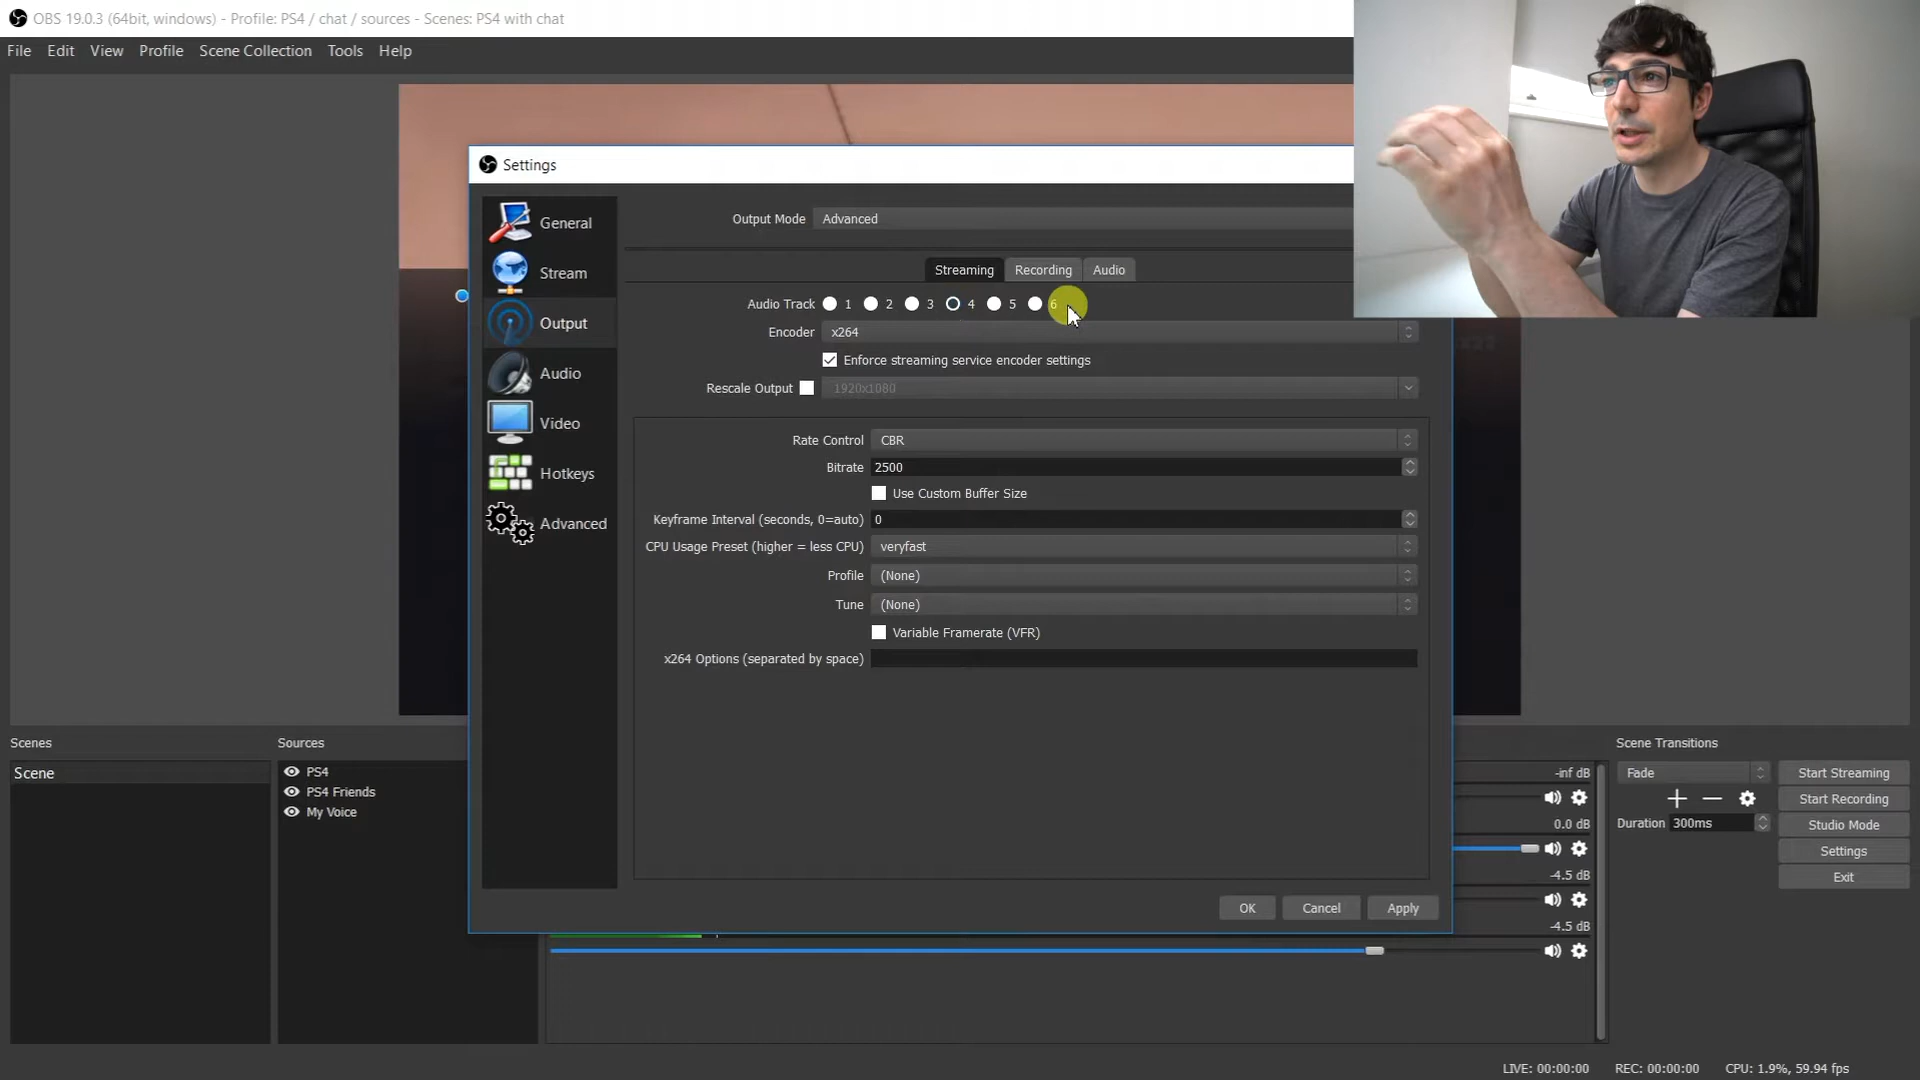 OBS 19.0.3 (64bit, windows) - Profile: PS4 / chat / sources - Scenes: PS4 with chat
File Edit View Profile Scene Collection Tools Help
Settings
General
Stream
Output
Audio
Video
Hotkeys
Advanced
Output Mode Advanced
Streaming Recording Audio
Audio Track 1 2 3 4 5 6
Encoder x264
Enforce streaming service encoder settings
Rescale Output 1920x1080
Rate Control CBR
Bitrate 2500
Use Custom Buffer Size
Keyframe Interval (seconds, 0=auto) 0
CPU Usage Preset (higher = less CPU) veryfast
Profile (None)
Tune (None)
Variable Framerate (VFR)
x264 Options (separated by space)
OK Cancel Apply
Scenes
Scene
Sources
PS4
PS4 Friends
My Voice
-inf dB
0.0 dB
-4.5 dB
-4.5 dB
Scene Transitions
Fade
Duration 300ms
Start Streaming
Start Recording
Studio Mode
Settings
Exit
LIVE: 00:00:00 REC: 00:00:00 CPU: 1.9%, 59.94 fps